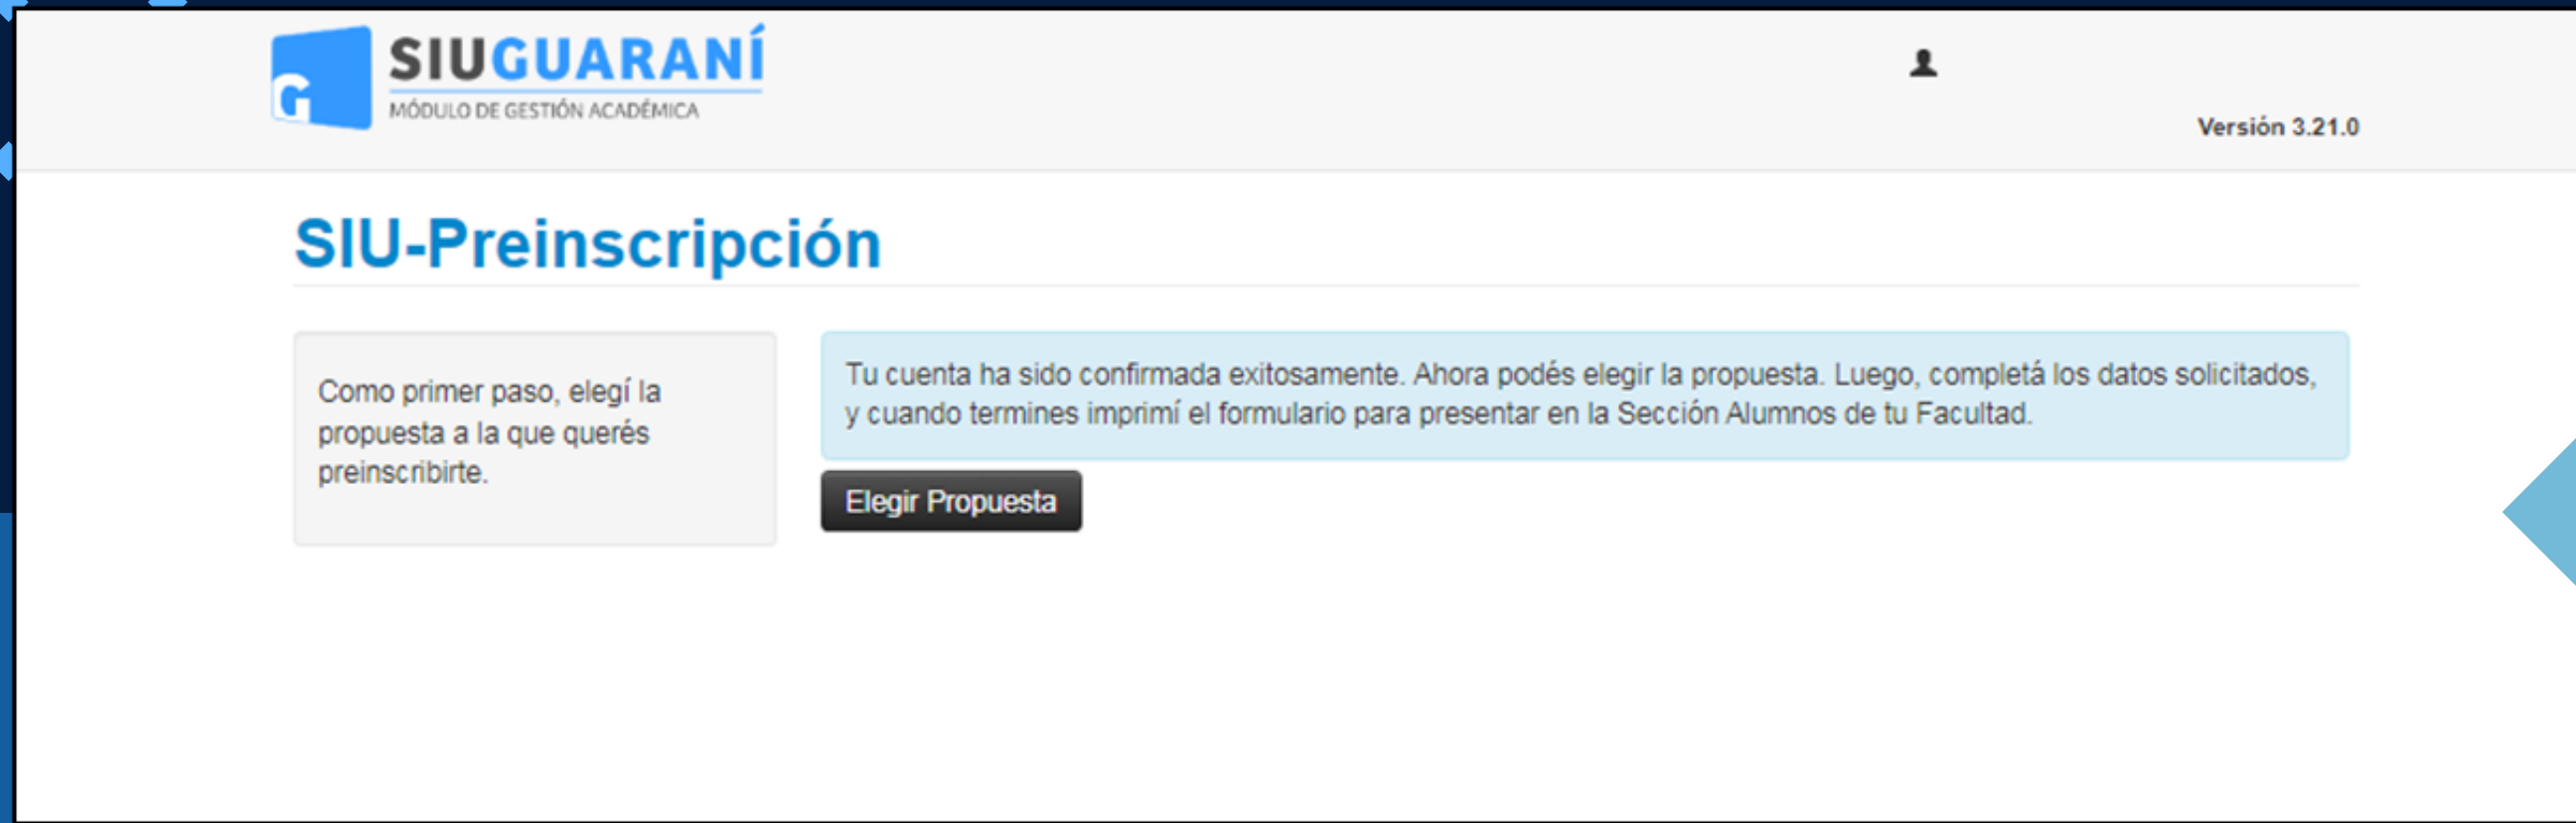 SIUGUARANÍ
MÓDULO DE GESTIÓN ACADÉMICA
Versión 3.21.0
SIU-Preinscripción
Como primer paso, elegí la
propuesta a la que querés
preinscribirte.
Tu cuenta ha sido confirmada exitosamente. Ahora podés elegir la propuesta. Luego, completá los datos solicitados,
y cuando termines imprimí el formulario para presentar en la Sección Alumnos de tu Facultad.
Elegir Propuesta